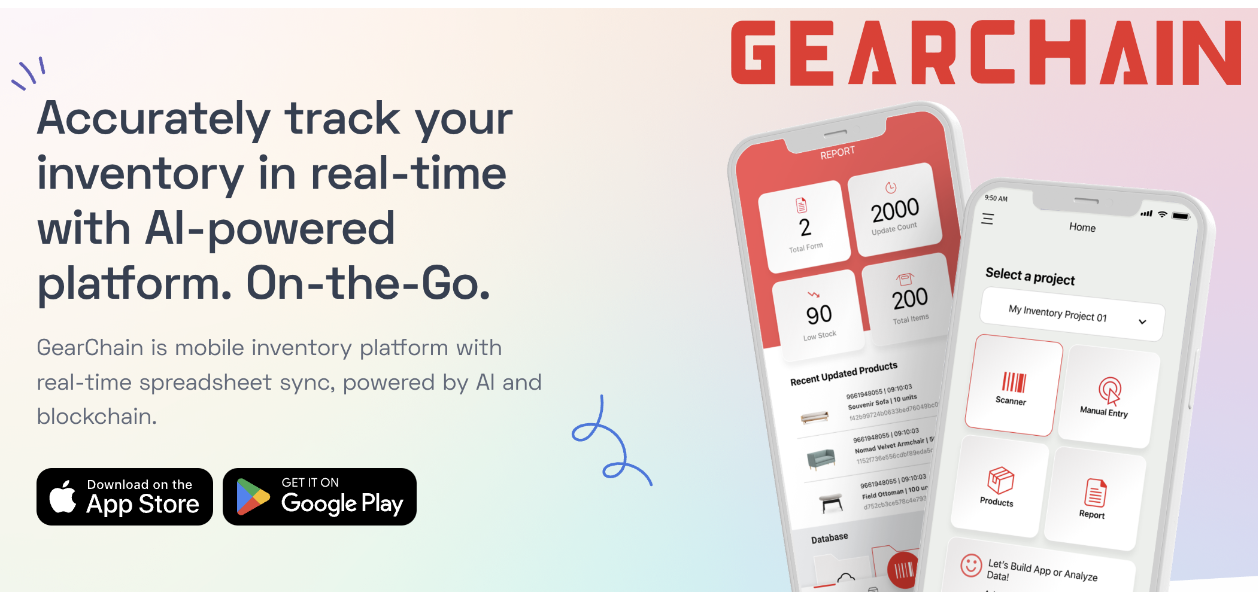 GEARCHAIN
Accurately track your
inventory in real-time
with AI-powered
platform. On-the-Go.
GearChain is mobile inventory platform with
real-time spreadsheet sync, powered by AI and
blockchain.
Download on the
App Store
GET IT ON
Google Play
REPORT
2
Total Form
2000
Update Count
90
Low Stock
200
Total Items
Recent Updated Products
9661948055 | 09:10:03
Souvenir Sofa | 10 units
9661948055 | 09:10:03
Nomad Velvet Armchair |
9661948055 | 09:10:03
Field Ottoman | 100
Database
9:50 AM
Home
Select a project
My Inventory Project 01
Scanner
Manual Entry
Products
Report
Let's Build App or Analyze
Data!